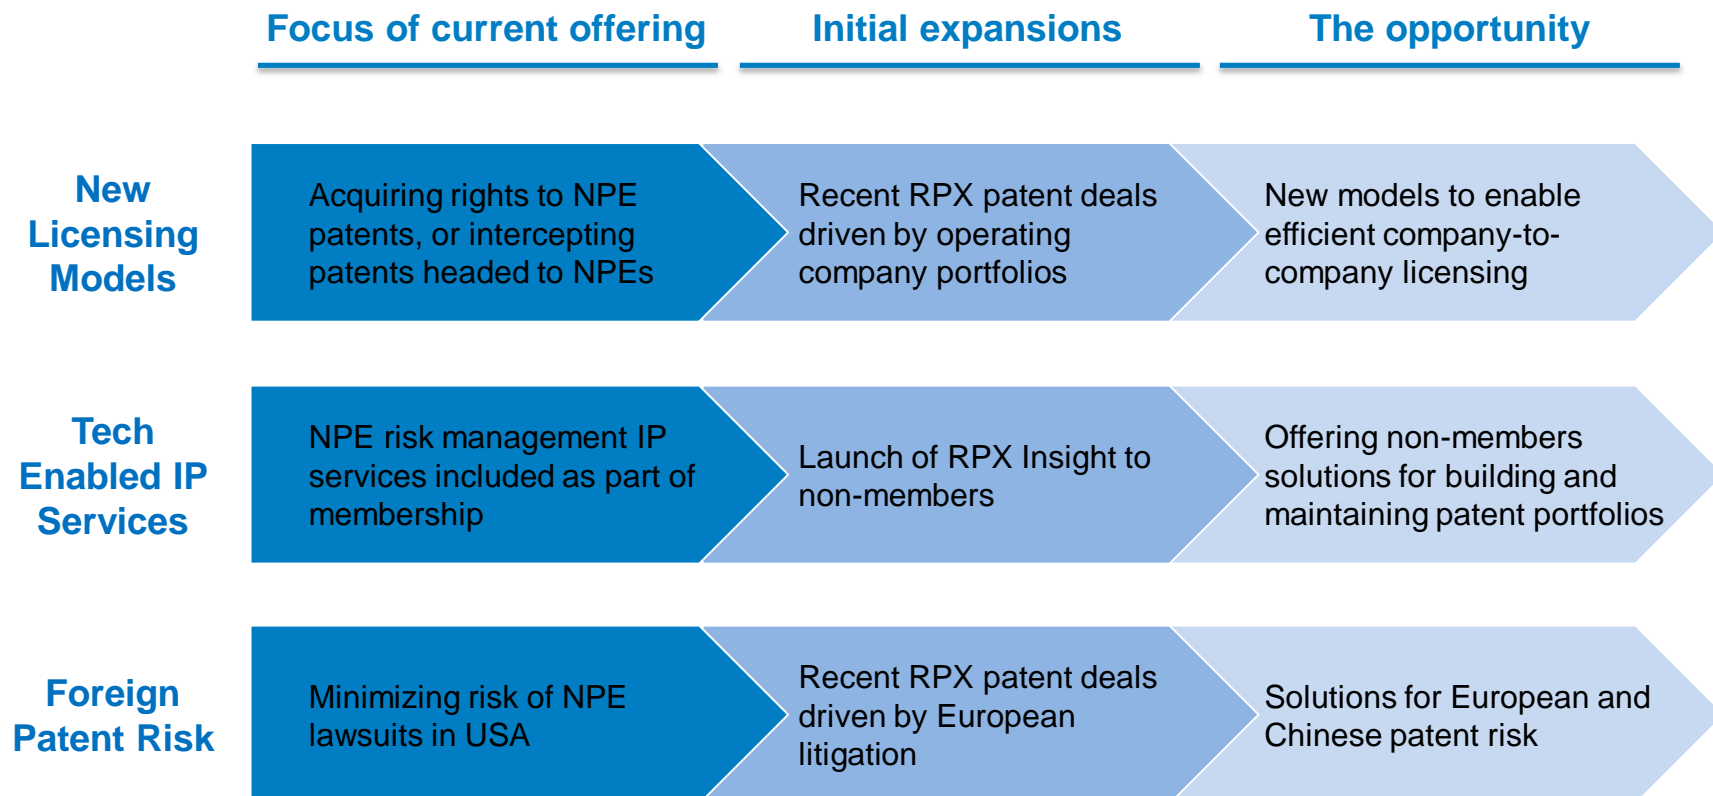 Focus of current offering
Initial expansions
The opportunity
New
Licensing
Models
Acquiring rights to NPE
patents, or intercepting
patents headed to NPEs
Recent RPX patent deals
driven by operating
company portfolios
New models to enable
efficient company-to-
company licensing
Tech
Enabled IP
Services
NPE risk management IP
services included as part of
membership
Launch of RPX Insight to
non-members
Offering non-members
solutions for building and
maintaining patent portfolios
Foreign
Patent Risk
Minimizing risk of NPE
lawsuits in USA
Recent RPX patent deals
driven by European
litigation
Solutions for European and
Chinese patent risk